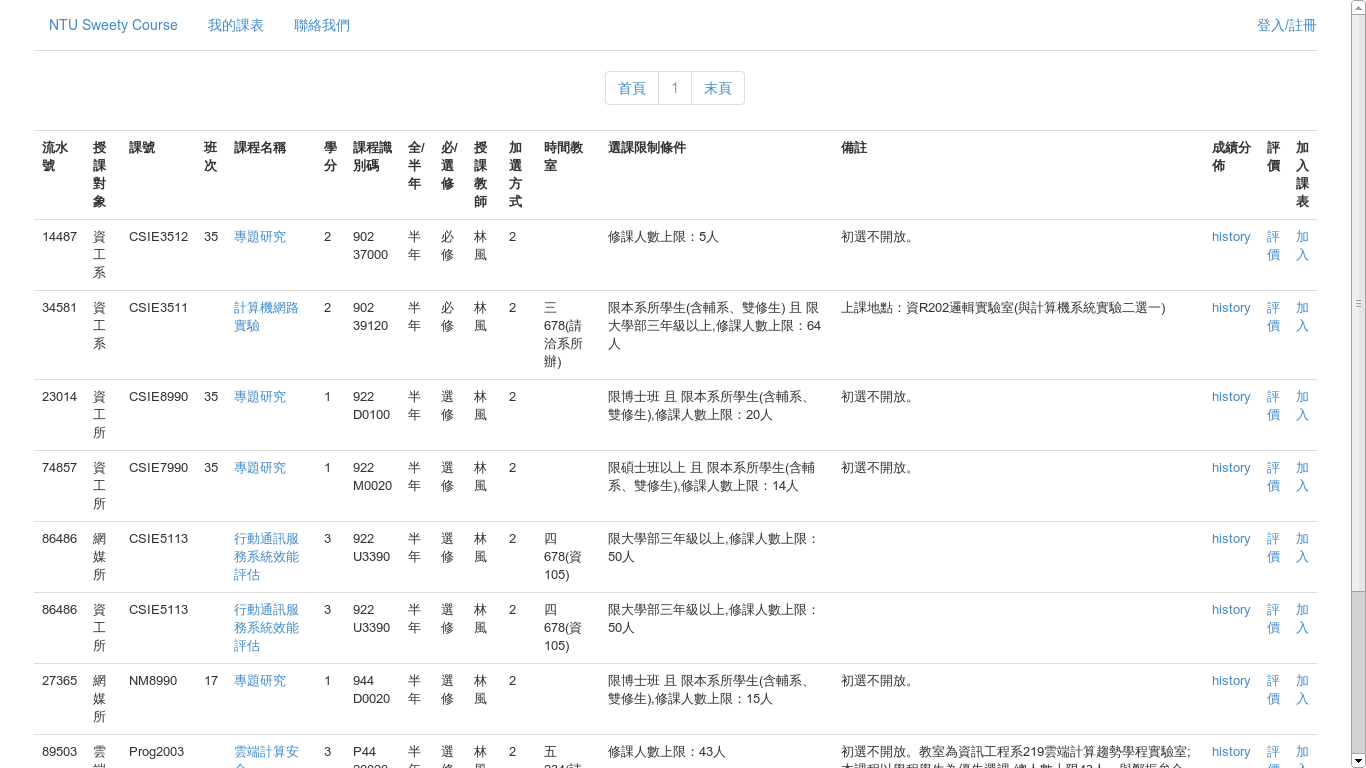 NTU Sweety Course 我的課表 聯絡我們 登入/註冊
首頁 1 末頁
流水號 授課對象 課號 班次 課程名稱 學分 課程識別碼 全/半年 必/選修 授課教師 加選方式 時間教室 選課限制條件 備註 成績分佈 評價 加入課表
14487 資工系 CSIE3512 35 專題研究 2 902 37000 半年 必修 林風 2 修課人數上限：5人 初選不開放。 history 評價 加入
34581 資工系 CSIE3511 計算機網路實驗 2 902 39120 半年 必修 林風 2 三678(請洽系所辦) 限本系所學生(含輔系、雙修生) 且 限大學部三年級以上,修課人數上限：64人 上課地點：資R202邏輯實驗室(與計算機系統實驗二選一) history 評價 加入
23014 資工所 CSIE8990 35 專題研究 1 922 D0100 半年 選修 林風 2 限博士班 且 限本系所學生(含輔系、雙修生),修課人數上限：20人 初選不開放。 history 評價 加入
74857 資工所 CSIE7990 35 專題研究 1 922 M0020 半年 選修 林風 2 限碩士班以上 且 限本系所學生(含輔系、雙修生),修課人數上限：14人 初選不開放。 history 評價 加入
86486 網媒所 CSIE5113 行動通訊服務系統效能評估 3 922 U3390 半年 選修 林風 2 四678(資105) 限大學部三年級以上,修課人數上限：50人 history 評價 加入
86486 資工所 CSIE5113 行動通訊服務系統效能評估 3 922 U3390 半年 選修 林風 2 四678(資105) 限大學部三年級以上,修課人數上限：50人 history 評價 加入
27365 網媒所 NM8990 17 專題研究 1 944 D0020 半年 選修 林風 2 限博士班 且 限本系所學生(含輔系、雙修生),修課人數上限：15人 初選不開放。 history 評價 加入
89503 雲 Prog2003 雲端計算安 3 P44 半 選 林 2 五 修課人數上限：43人 初選不開放。教室為資訊工程系219雲端計算趨勢學程實驗室; history 評 加